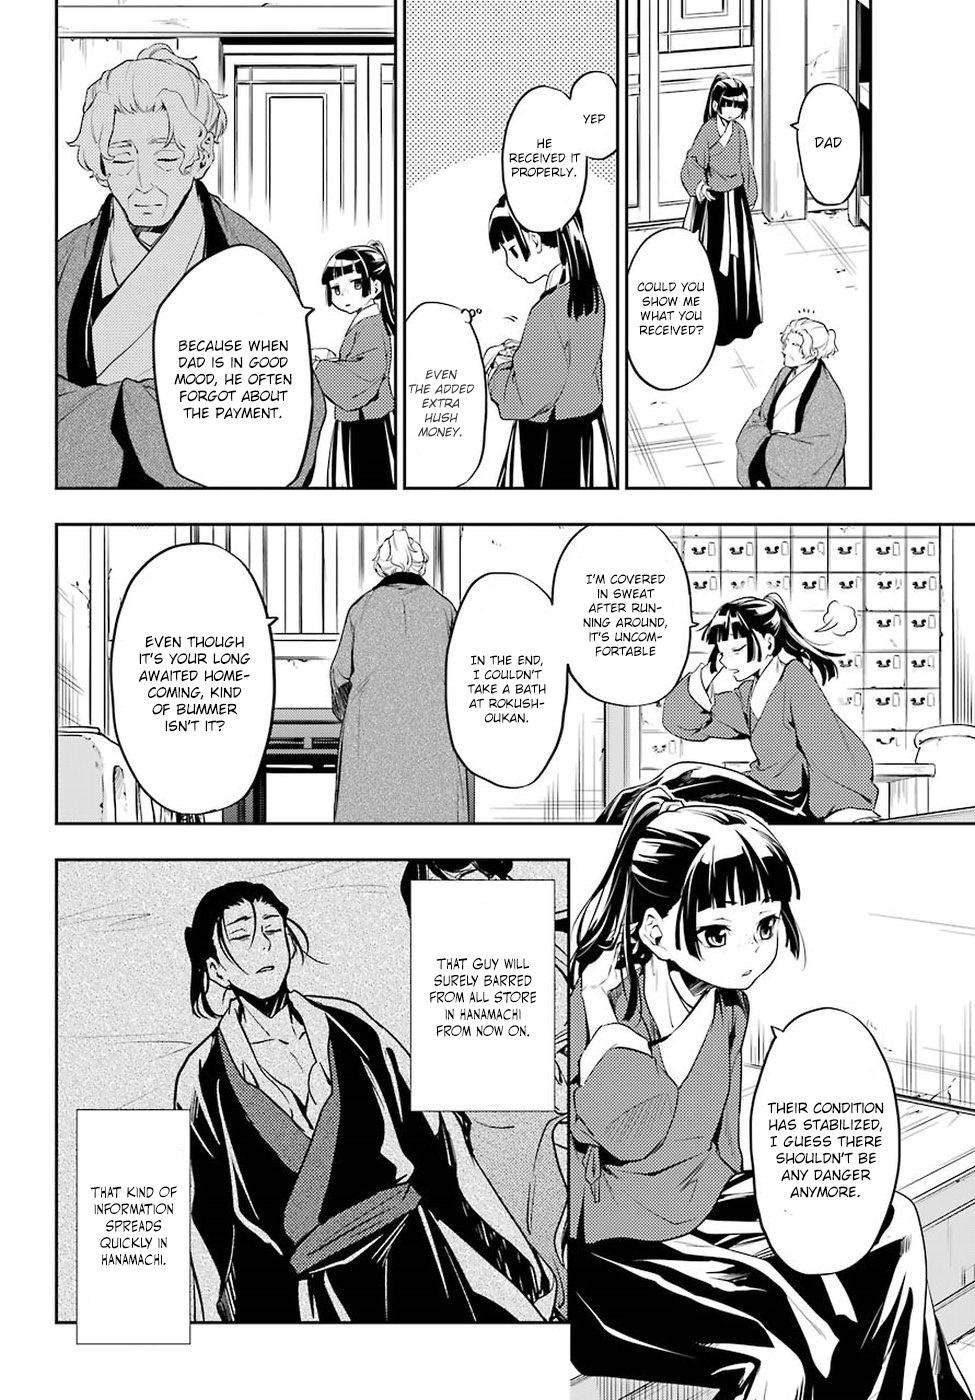 DAD
COULD YOU
SHOW ME
WHAT YOU
RECEIVED?
YEP
HE
RECEIVED IT
PROPERLY.
EVEN
THE ADDED
EXTRA
HUSH
MONEY.
BECAUSE WHEN
DAD IS IN GOOD
MOOD, HE OFTEN
FORGOT ABOUT
THE PAYMENT.
I'M COVERED
IN SWEAT
AFTER RUN-
NING AROUND,
IT'S UNCOM-
FORTABLE
IN THE END,
I COULDN'T
TAKE A BATH
AT ROKUSH-
OUKAN.
EVEN THOUGH
IT'S YOUR LONG
AWAITED HOME-
COMING, KIND
OF BUMMER
ISN'T IT?
THEIR CONDITION
HAS STABILIZED,
I GUESS THERE
SHOULDN'T BE
ANY DANGER
ANYMORE.
THAT GUY WILL
SURELY BARRED
FROM ALL STORE
IN HANAMACHI
FROM NOW ON.
THAT KIND OF
INFORMATION
SPREADS
QUICKLY IN
HANAMACHI